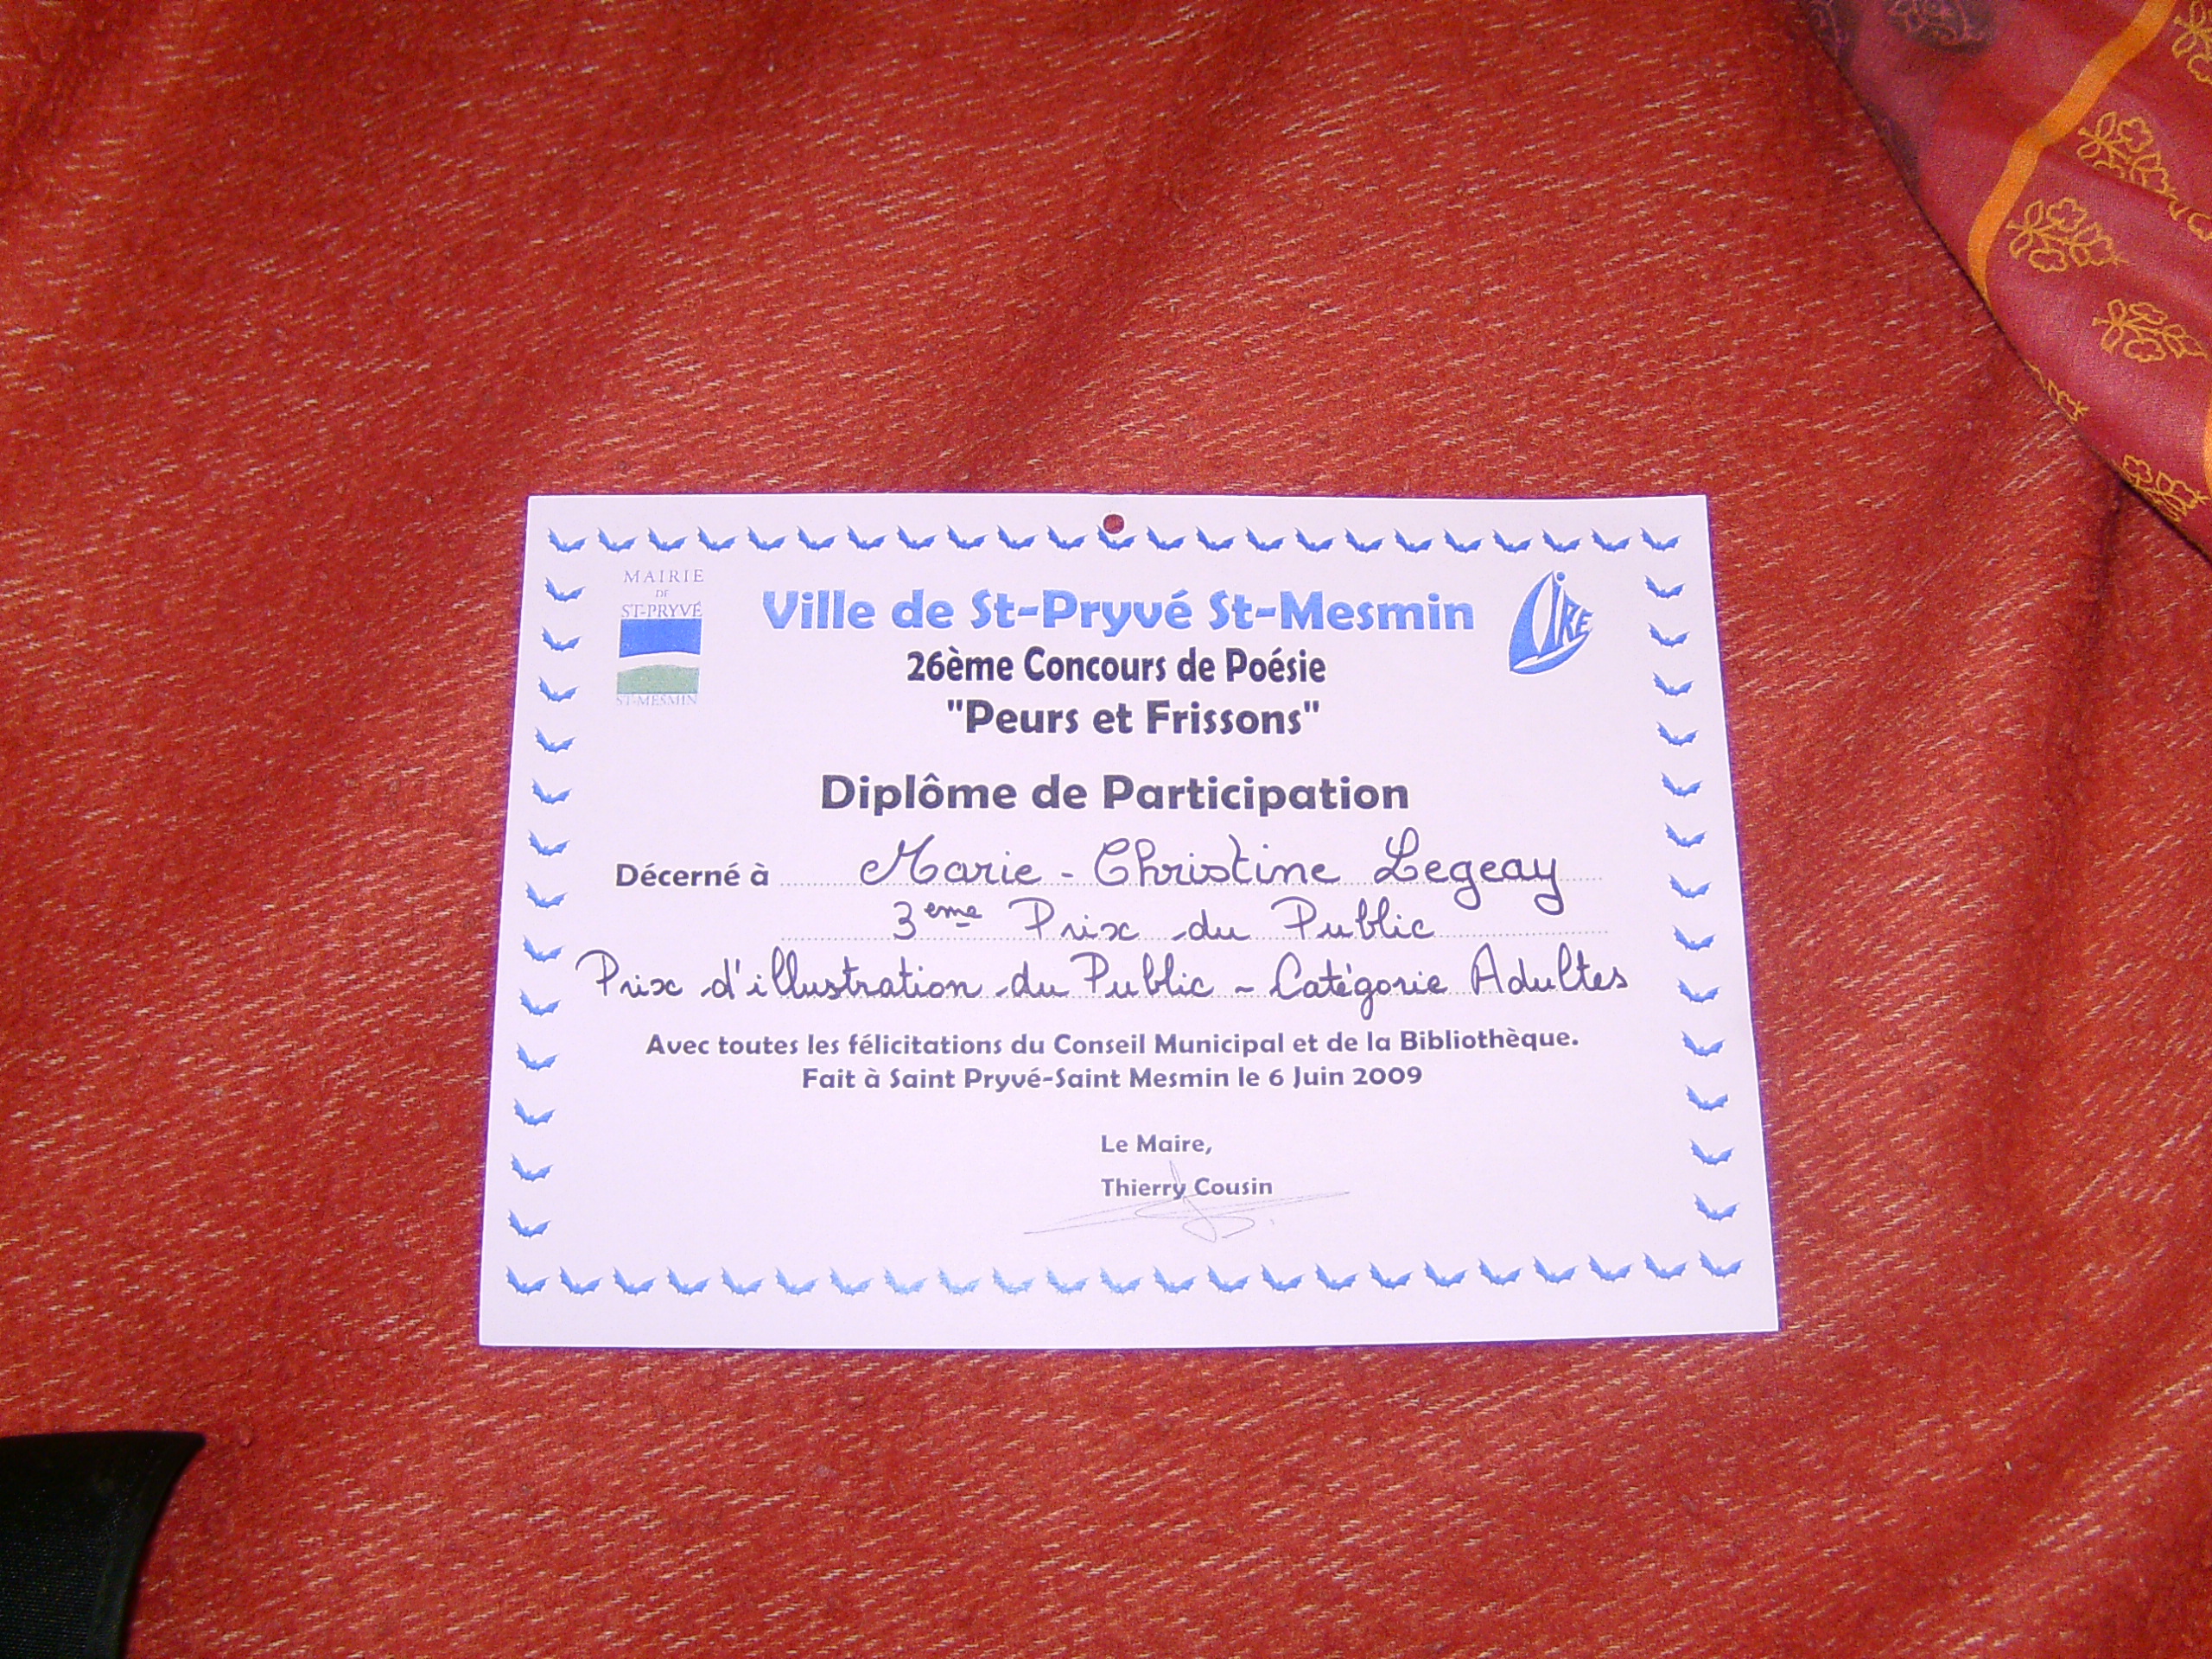 MAIRIE
DE
ST-PRYVÉ
ST-MESMIN
Ville de St-Pryvé St-Mesmin
LIRE
26ème Concours de Poésie
"Peurs et Frissons"
Diplôme de Participation
Décerné à Marie-Christine Legeay
3eme Prix du Public
Prix d'illustration du Public - Catégorie Adultes
Avec toutes les félicitations du Conseil Municipal et de la Bibliothèque.
Fait à Saint Pryvé-Saint Mesmin le 6 Juin 2009
Le Maire,
Thierry Cousin